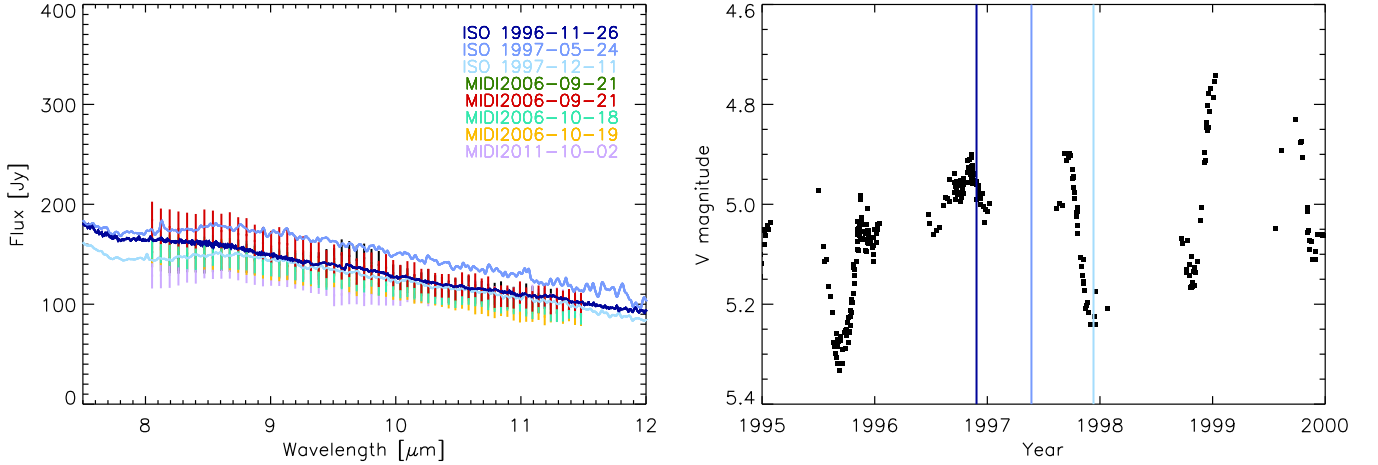 400
300
200
100
0
Flux [Jy]
ISO 1996-11-26
ISO 1997-05-24
ISO 1997-12-11
MIDI2006-09-21
MIDI2006-09-21
MIDI2006-10-18
MIDI2006-10-19
MIDI2011-10-02
8 9 10 11 12
Wavelength [μm]
4.6
4.8
5.0
5.2
5.4
V magnitude
1995 1996 1997 1998 1999 2000
Year